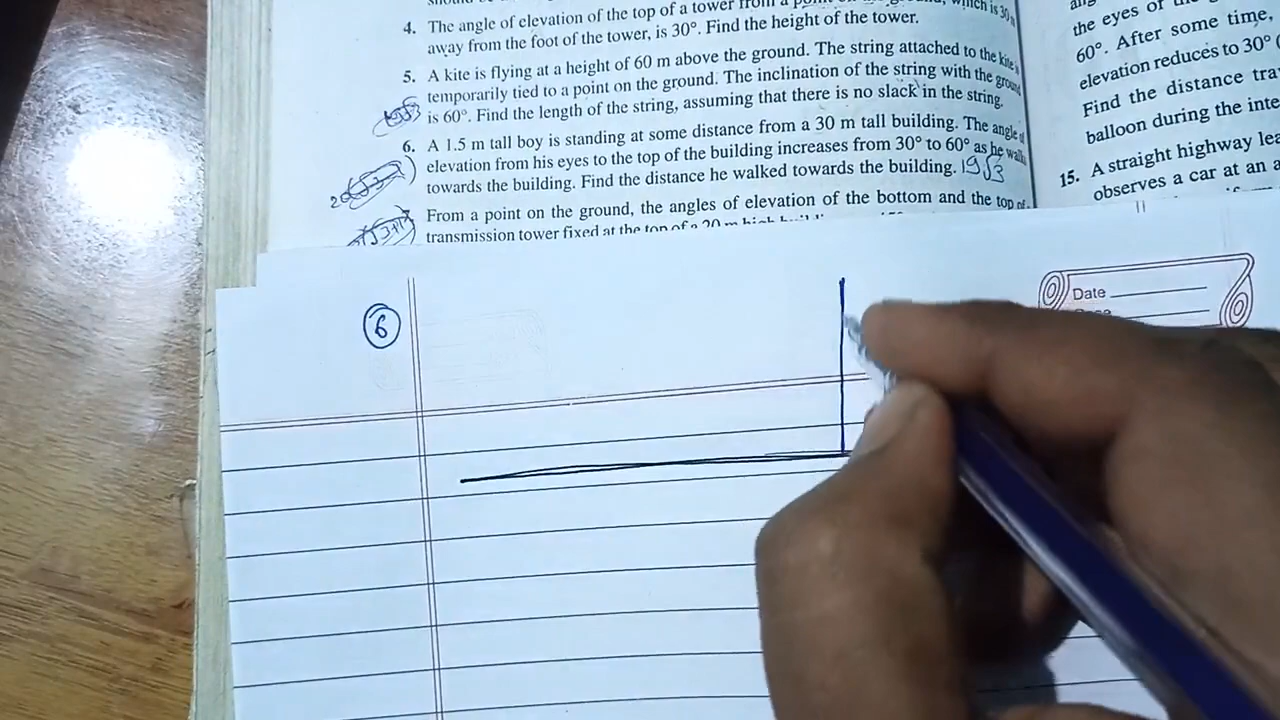 4. The angle of elevation of the top of a tower from a point on the ground, which is 30 m
away from the foot of the tower, is 30°. Find the height of the tower.
5. A kite is flying at a height of 60 m above the ground. The string attached to the kite is
temporarily tied to a point on the ground. The inclination of the string with the ground
is 60°. Find the length of the string, assuming that there is no slack in the string.
6. A 1.5 m tall boy is standing at some distance from a 30 m tall building. The angle of
elevation from his eyes to the top of the building increases from 30° to 60° as he walks
towards the building. Find the distance he walked towards the building. 19√3
From a point on the ground, the angles of elevation of the bottom and the top of
transmission tower fixed at the top of a 20 m high
the eyes of
60°. After some time,
elevation reduces to 30°
Find the distance tra
balloon during the inte
15. A straight highway lea
observes a car at an a
6
Date